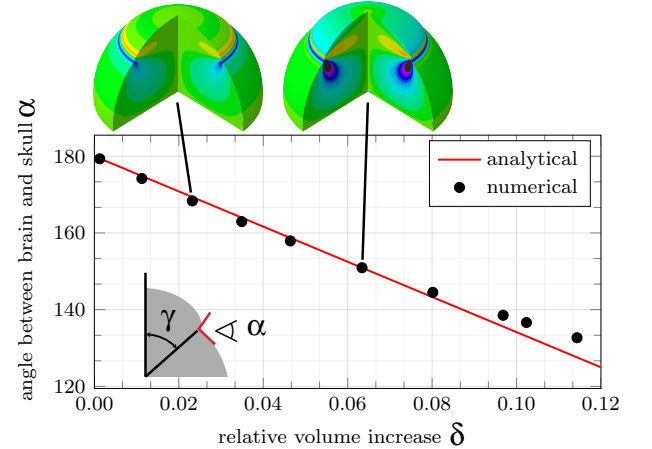 angle between brain and skull α
180
160
140
120
analytical
numerical
γ
∢ α
0.00 0.02 0.04 0.06 0.08 0.10 0.12
relative volume increase δ